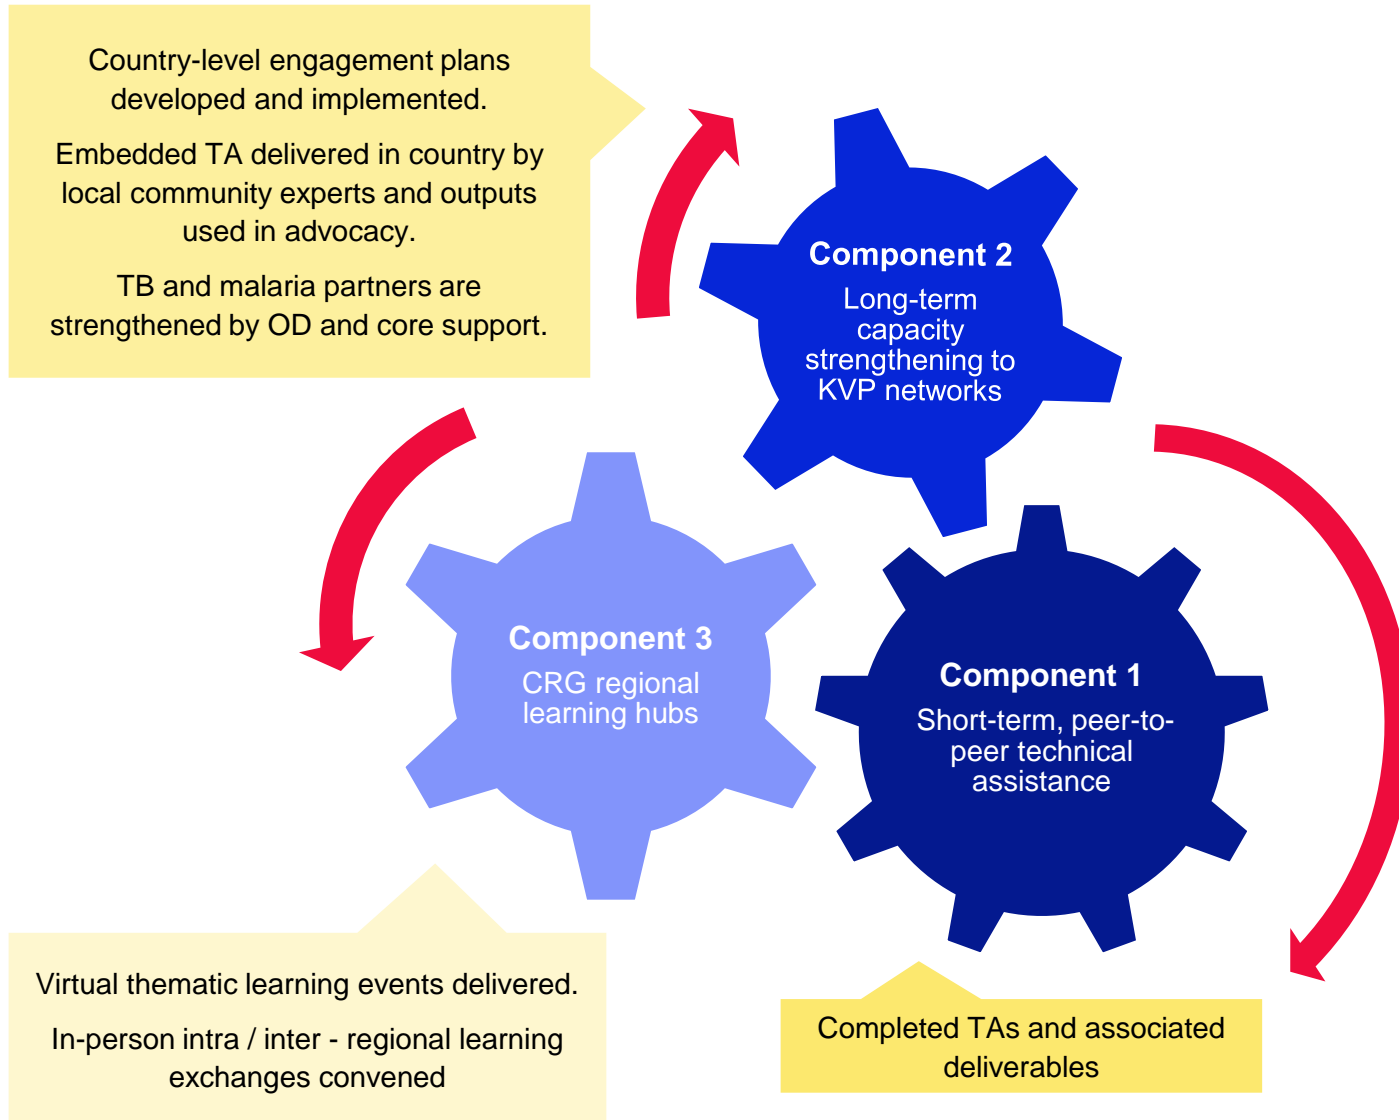 Country-level engagement plans
developed and implemented.
Embedded TA delivered in country by
local community experts and outputs
used in advocacy.
TB and malaria partners are
strengthened by OD and core support.
Component 2
Long-term
capacity
strengthening to
KVP networks
Component 3
CRG regional
learning hubs
Component 1
Short-term, peer-to-
peer technical
assistance
Virtual thematic learning events delivered.
In-person intra / inter - regional learning
exchanges convened
Completed TAs and associated
deliverables